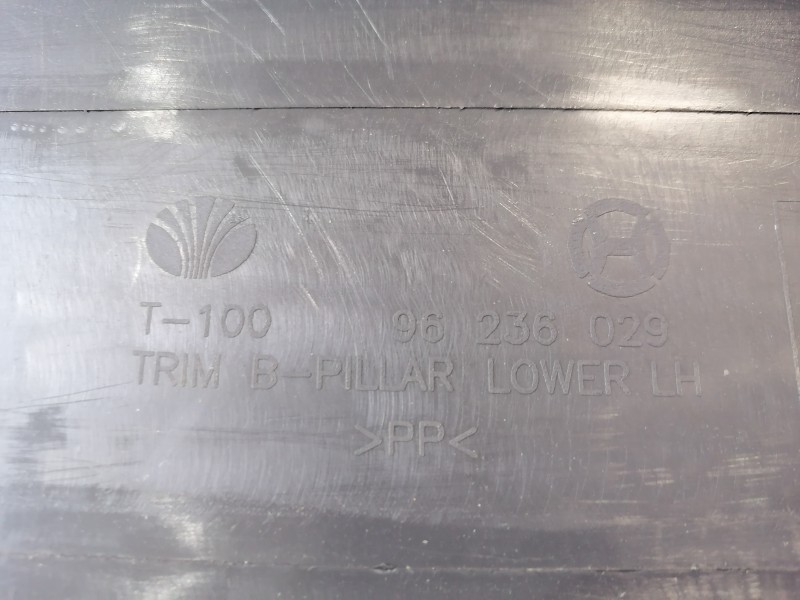 T-100 96 236 029
TRIM B-PILLAR LOWER LH
>PP<